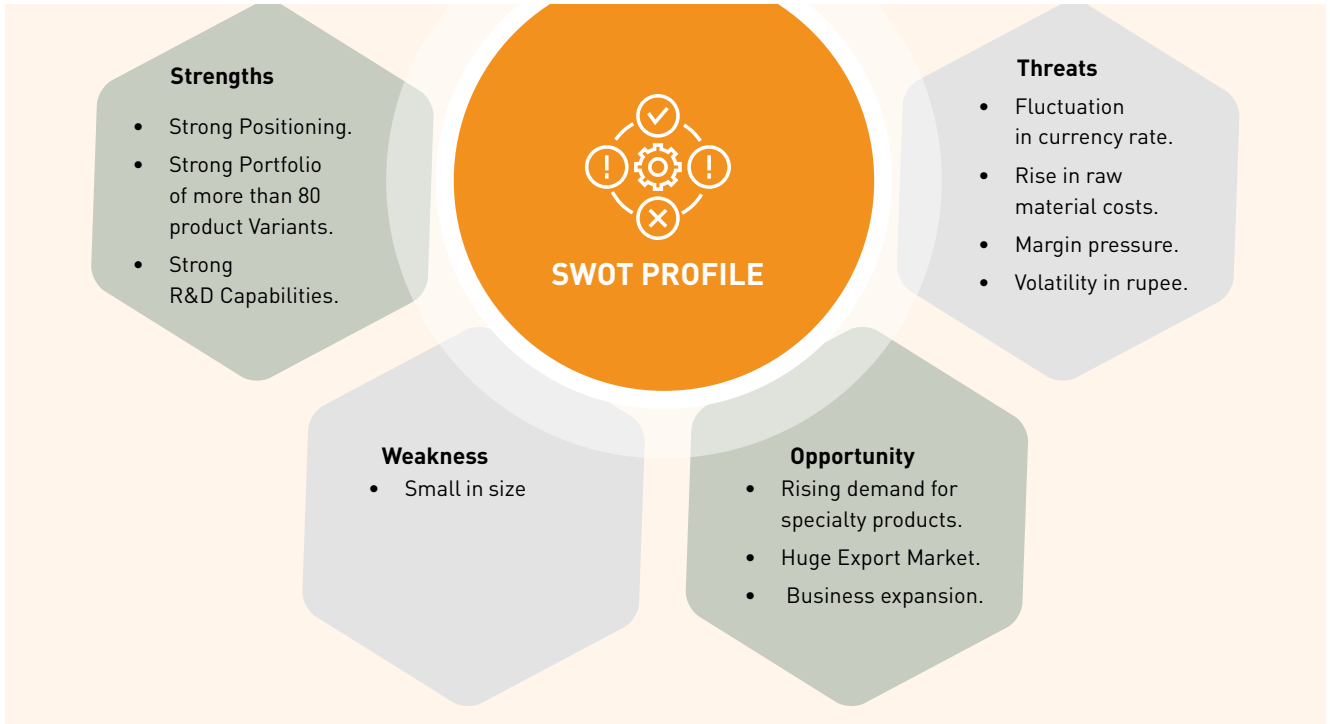 SWOT PROFILE
Strengths
• Strong Positioning.
• Strong Portfolio
of more than 80
product Variants.
• Strong
R&D Capabilities.
Weakness
• Small in size
Opportunity
• Rising demand for
specialty products.
• Huge Export Market.
• Business expansion.
Threats
• Fluctuation
in currency rate.
• Rise in raw
material costs.
• Margin pressure.
• Volatility in rupee.